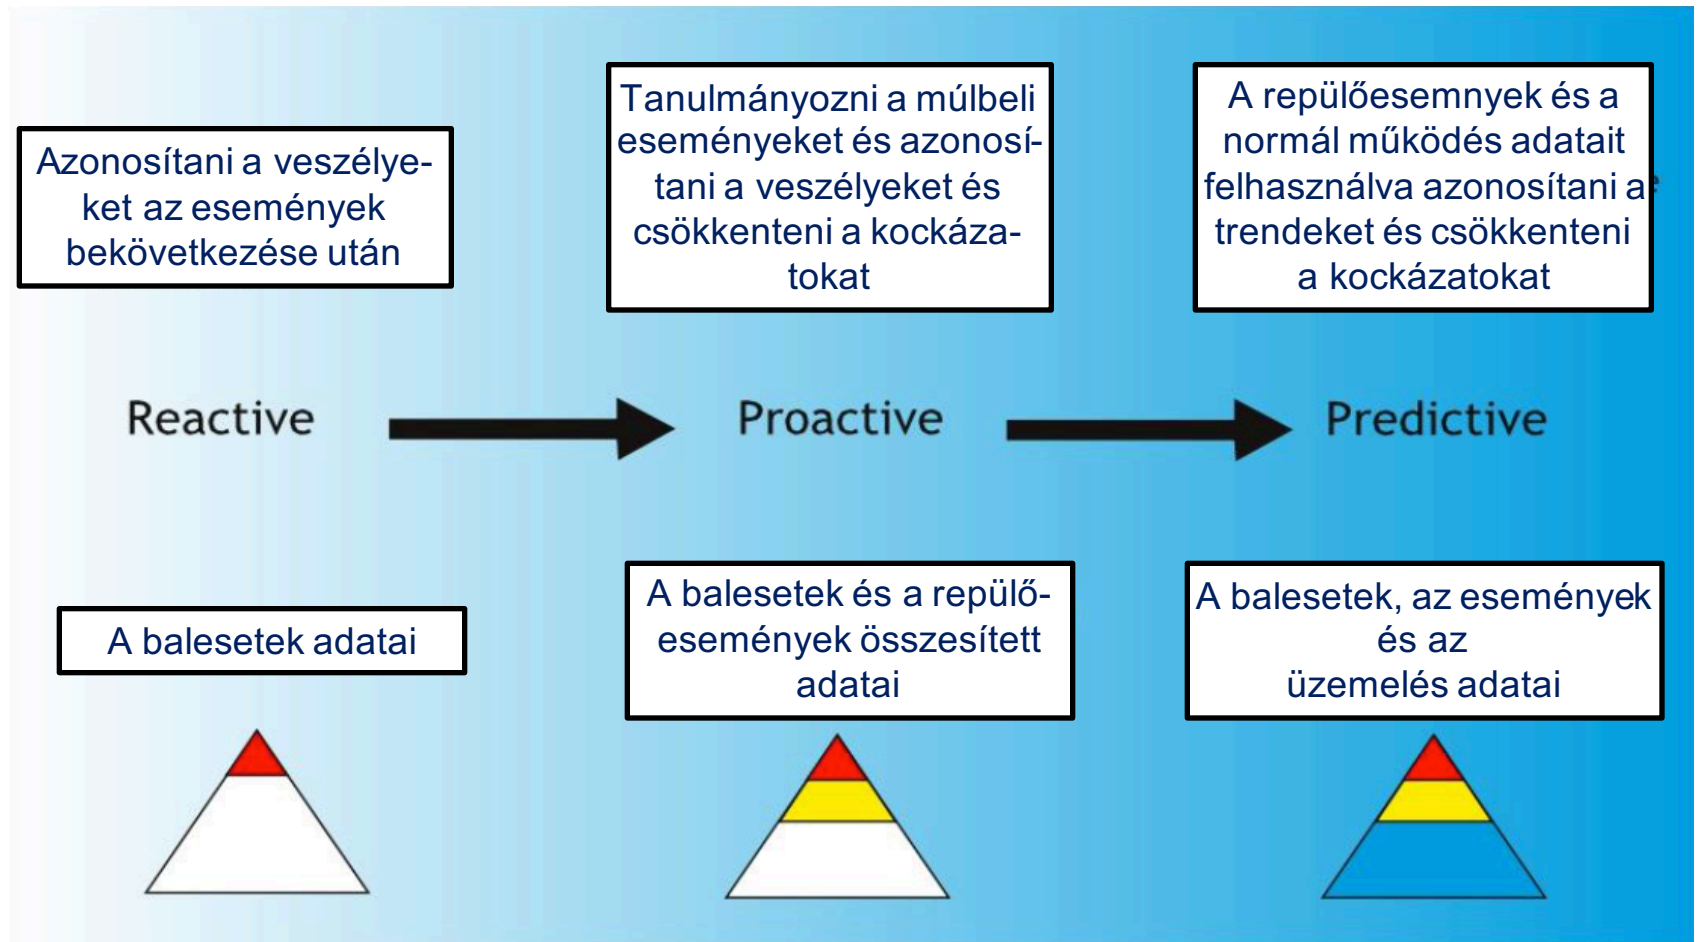 Azonosítani a veszélye-
ket az események
bekövetkezése után
Tanulmányozni a múlbeli
eseményeket és azonosí-
tani a veszélyeket és
csökkenteni a kockáza-
tokat
A repülőesemnyek és a
normál működés adatait
felhasználva azonosítani a
trendeket és csökkenteni
a kockázatokat
Reactive
Proactive
Predictive
A balesetek adatai
A balesetek és a repülő-
események összesített
adatai
A balesetek, az események
és az
üzemelés adatai